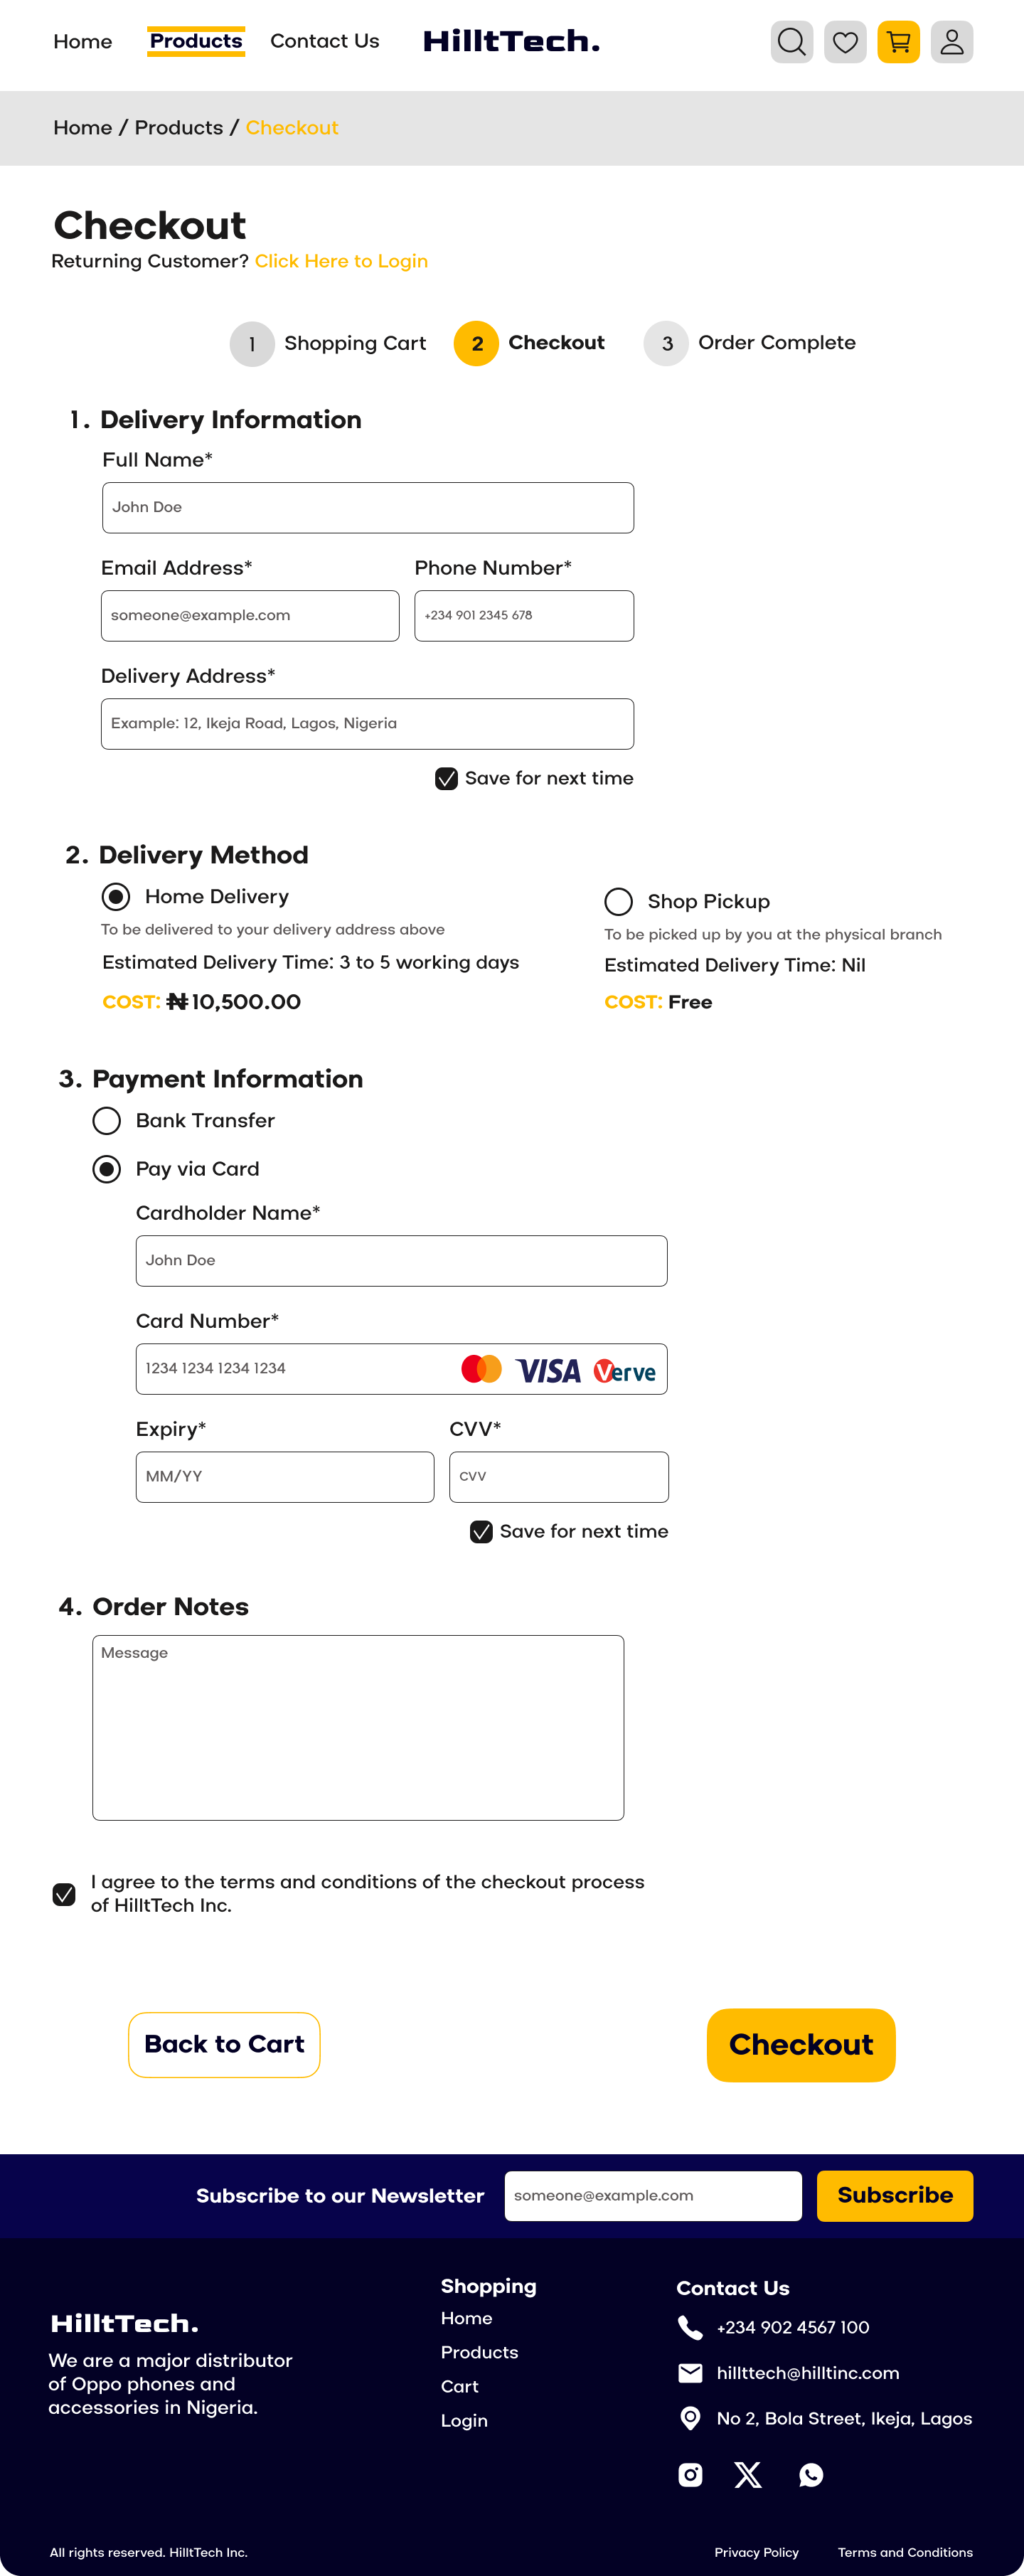 Home Products Contact Us HilltTech.
Home / Products / Checkout
Checkout
Returning Customer? Click Here to Login
1 Shopping Cart 2 Checkout 3 Order Complete
1. Delivery Information
Full Name*
John Doe
Email Address* Phone Number*
someone@example.com +234 901 2345 678
Delivery Address*
Example: 12, Ikeja Road, Lagos, Nigeria
Save for next time
2. Delivery Method
Home Delivery Shop Pickup
To be delivered to your delivery address above To be picked up by you at the physical branch
Estimated Delivery Time: 3 to 5 working days Estimated Delivery Time: Nil
COST: ₦10,500.00 COST: Free
3. Payment Information
Bank Transfer
Pay via Card
Cardholder Name*
John Doe
Card Number*
1234 1234 1234 1234 VISA Verve
Expiry* CVV*
MM/YY CVV
Save for next time
4. Order Notes
Message
I agree to the terms and conditions of the checkout process
of HilltTech Inc.
Back to Cart Checkout
Subscribe to our Newsletter someone@example.com Subscribe
HilltTech.
We are a major distributor
of Oppo phones and
accessories in Nigeria.
Shopping
Home
Products
Cart
Login
Contact Us
+234 902 4567 100
hillttech@hilltinc.com
No 2, Bola Street, Ikeja, Lagos
All rights reserved. HilltTech Inc. Privacy Policy Terms and Conditions